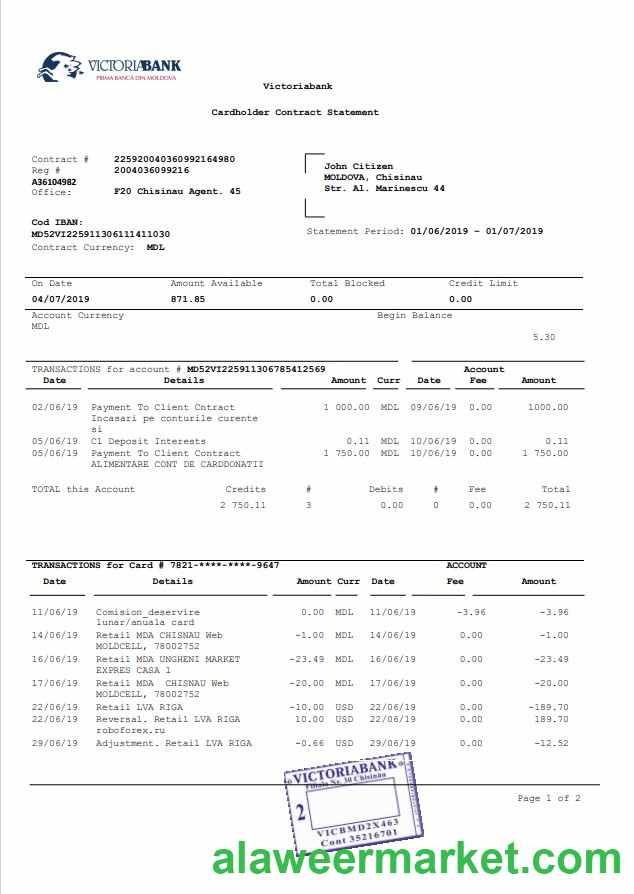 VICTORIABANK
PRIMA BANCĂ DIN MOLDOVA
Victoriabank
Cardholder Contract Statement
Contract # 225920040360992164980
Reg # 2004036099216
A36104982
Office: F20 Chisinau Agent. 45
John Citizen
MOLDOVA, Chisinau
Str. Al. Marinescu 44
Cod IBAN:
MD52VI225911306111411030
Contract Currency: MDL
Statement Period: 01/06/2019 – 01/07/2019
On Date Amount Available Total Blocked Credit Limit
04/07/2019 871.85 0.00 0.00
Account Currency Begin Balance
MDL
5.30
TRANSACTIONS for account # MD52VI225911306785412569 Account
Date Details Amount Curr Date Fee Amount
02/06/19 Payment To Client Cntract 1 000.00 MDL 09/06/19 0.00 1000.00
Incasari pe conturile curente
si
05/06/19 C1 Deposit Interests 0.11 MDL 10/06/19 0.00 0.11
05/06/19 Payment To Client Contract 1 750.00 MDL 10/06/19 0.00 1 750.00
ALIMENTARE CONT DE CARDDONATII
TOTAL this Account Credits # Debits # Fee Total
2 750.11 3 0.00 0 0.00 2 750.11
TRANSACTIONS for Card # 7821-****-****-9647 ACCOUNT
Date Details Amount Curr Date Fee Amount
11/06/19 Comision_deservire 0.00 MDL 11/06/19 -3.96 -3.96
lunar/anuala card
14/06/19 Retail MDA CHISNAU Web -1.00 MDL 14/06/19 0.00 -1.00
MOLDCELL, 78002752
16/06/19 Retail MDA UNGHENI MARKET -23.49 MDL 16/06/19 0.00 -23.49
EXPRES CASA 1
17/06/19 Retail MDA CHISNAU Web -20.00 MDL 17/06/19 0.00 -20.00
MOLDCELL, 78002752
22/06/19 Retail LVA RIGA -10.00 USD 22/06/19 0.00 -189.70
22/06/19 Reversal. Retail LVA RIGA 10.00 USD 22/06/19 0.00 189.70
roboforex.ru
29/06/19 Adjustment. Retail LVA RIGA -0.66 USD 29/06/19 0.00 -12.52
VICTORIABANK
Filiala Nr. 30 Chisinău
2
VICBMD2X463
Cont 35216701
Page 1 of 2
alaweermarket.com